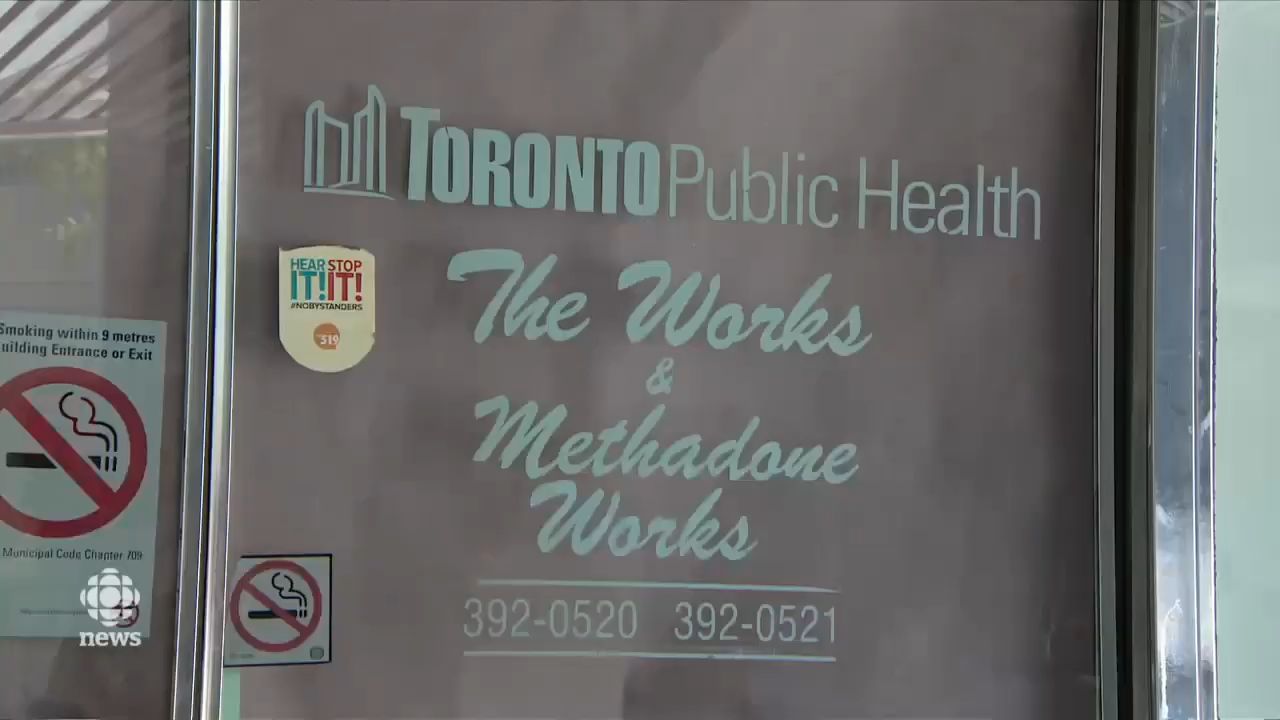 TORONTO Public Health
HEAR STOP
IT! IT!
#NOBYSTANDERS
519
The Works
&
Methadone
Works
392-0520 392-0521
Smoking within 9 metres
uilding Entrance or Exit
Municipal Code Chapter 709
news